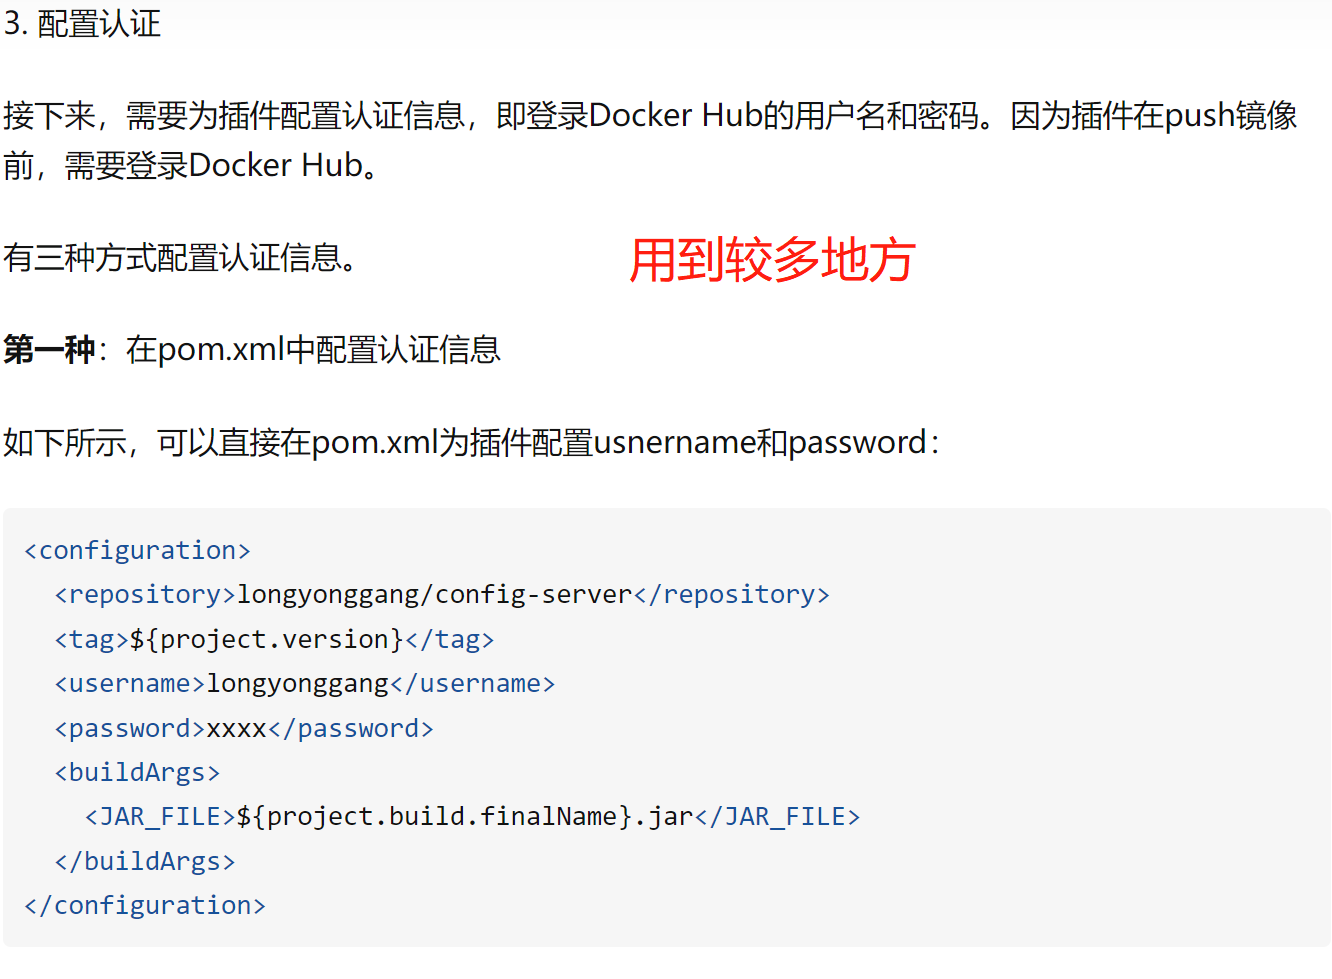 3. 配置认证
接下来，需要为插件配置认证信息，即登录Docker Hub的用户名和密码。因为插件在push镜像
前，需要登录Docker Hub。
有三种方式配置认证信息。
用到较多地方
第一种：在pom.xml中配置认证信息
如下所示，可以直接在pom.xml为插件配置usnername和password：
<configuration>
  <repository>longyonggang/config-server</repository>
  <tag>${project.version}</tag>
  <username>longyonggang</username>
  <password>xxxx</password>
  <buildArgs>
    <JAR_FILE>${project.build.finalName}.jar</JAR_FILE>
  </buildArgs>
</configuration>